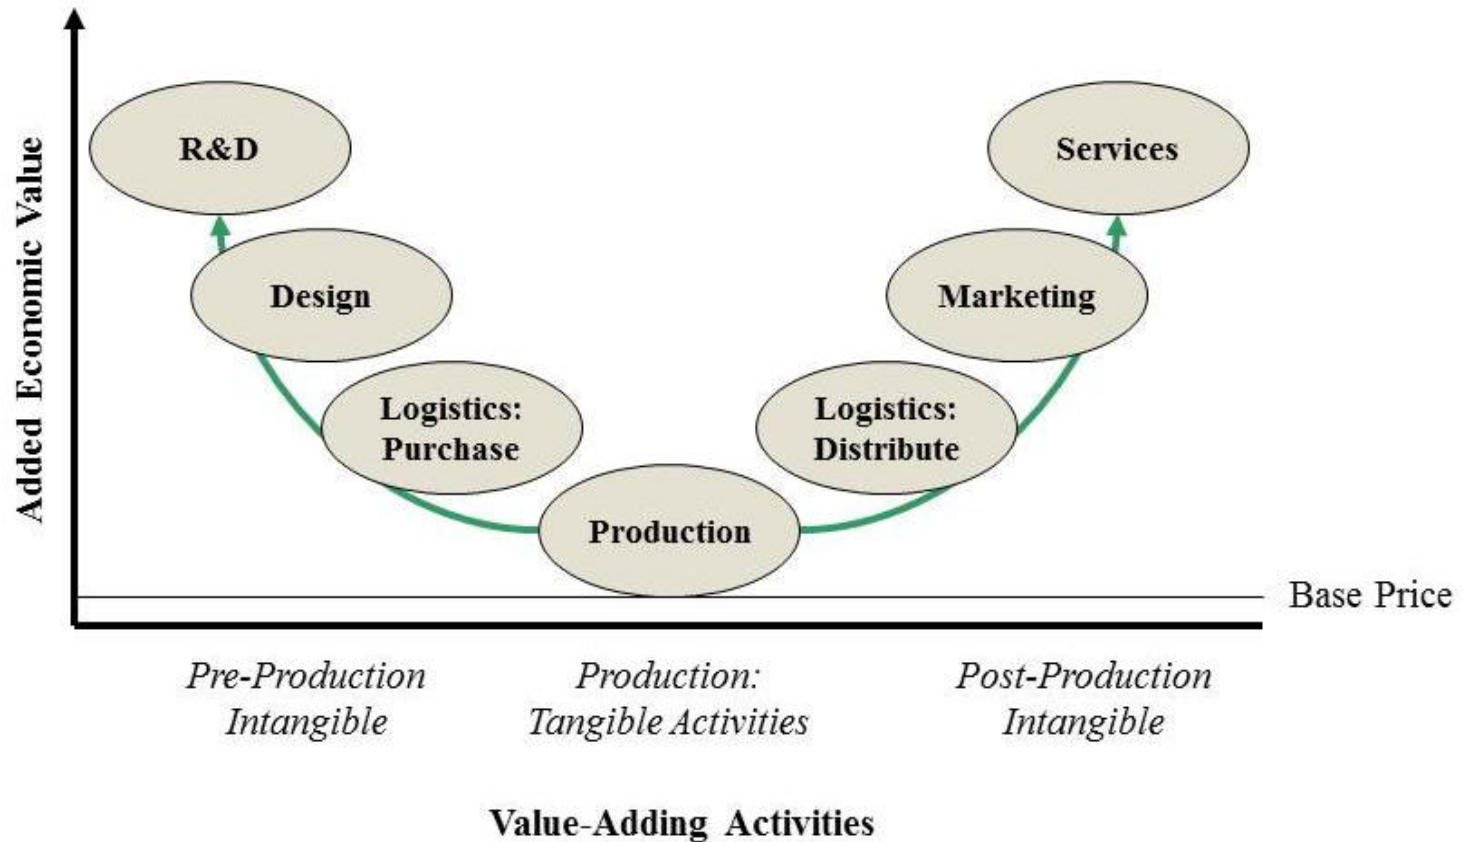 Added Economic Value
R&D
Services
Design
Marketing
Logistics:
Purchase
Logistics:
Distribute
Production
Base Price
Pre-Production
Intangible
Production:
Tangible Activities
Post-Production
Intangible
Value-Adding Activities